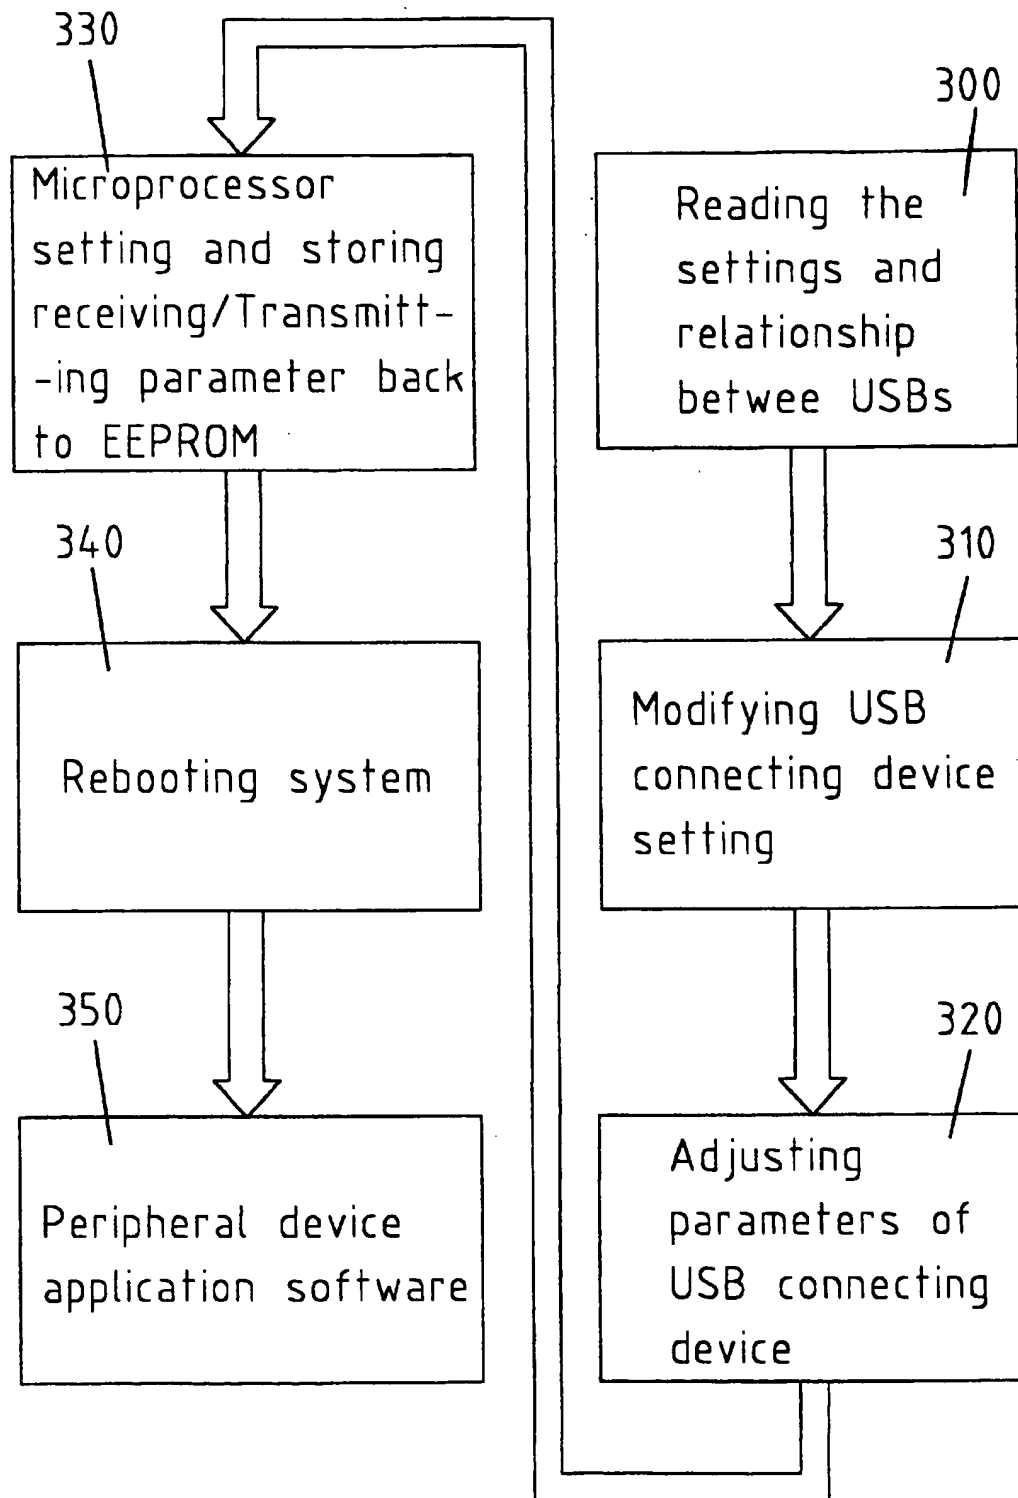 330
Microprocessor
setting and storing
receiving/Transmitt-
-ing parameter back
to EEPROM
340
Rebooting system
350
Peripheral device
application software
300
Reading the
settings and
relationship
betwee USBs
310
Modifying USB
connecting device
setting
320
Adjusting
parameters of
USB connecting
device